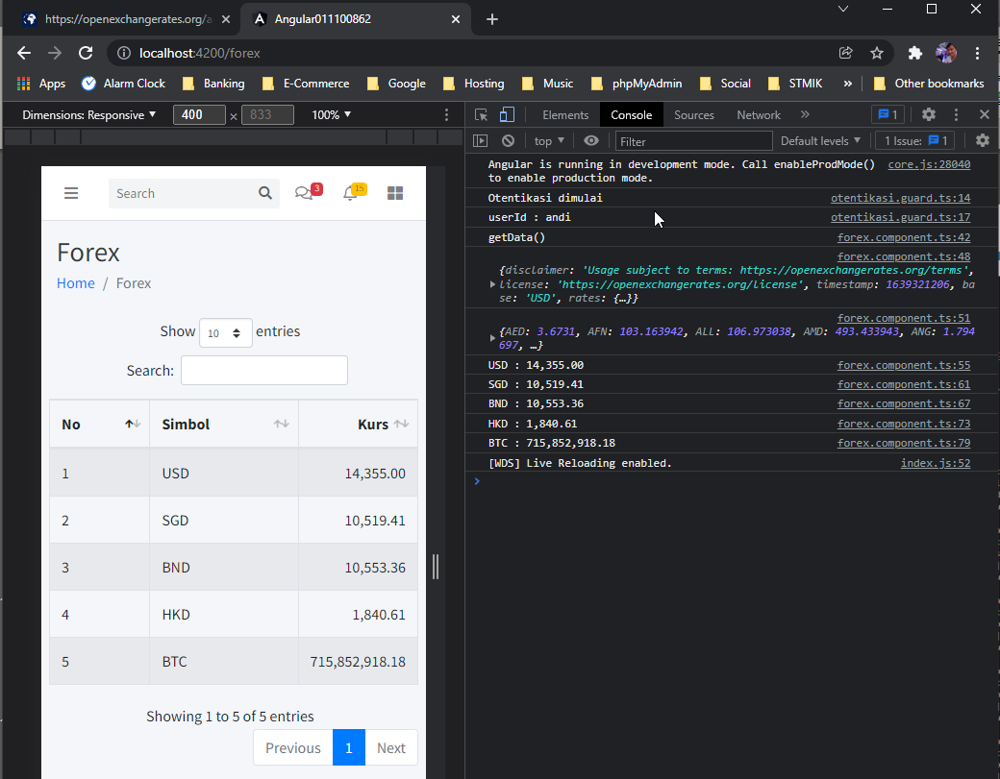 https://openexchangerates.org/a
Angular011100862
localhost:4200/forex
Apps
Alarm Clock
Banking
E-Commerce
Google
Hosting
Music
phpMyAdmin
Social
STMIK
»
Other bookmarks
Dimensions: Responsive ▼
400
×
833
100% ▼
Elements
Console
Sources
Network
»
1
top ▼
Filter
Default levels ▼
1 Issue: 1
Search
3
15
Forex
Home / Forex
Show 10 entries
Search:
No
Simbol
Kurs
1 USD 14,355.00
2 SGD 10,519.41
3 BND 10,553.36
4 HKD 1,840.61
5 BTC 715,852,918.18
Showing 1 to 5 of 5 entries
Previous 1 Next
Angular is running in development mode. Call enableProdMode() core.js:28040
to enable production mode.
Otentikasi dimulai otentikasi.guard.ts:14
userId : andi otentikasi.guard.ts:17
getData() forex.component.ts:42
forex.component.ts:48
{disclaimer: 'Usage subject to terms: https://openexchangerates.org/terms',
license: 'https://openexchangerates.org/license', timestamp: 1639321206, ba
se: 'USD', rates: {…}}
forex.component.ts:51
{AED: 3.6731, AFN: 103.163942, ALL: 106.973038, AMD: 493.433943, ANG: 1.794
697, …}
USD : 14,355.00 forex.component.ts:55
SGD : 10,519.41 forex.component.ts:61
BND : 10,553.36 forex.component.ts:67
HKD : 1,840.61 forex.component.ts:73
BTC : 715,852,918.18 forex.component.ts:79
[WDS] Live Reloading enabled. index.js:52